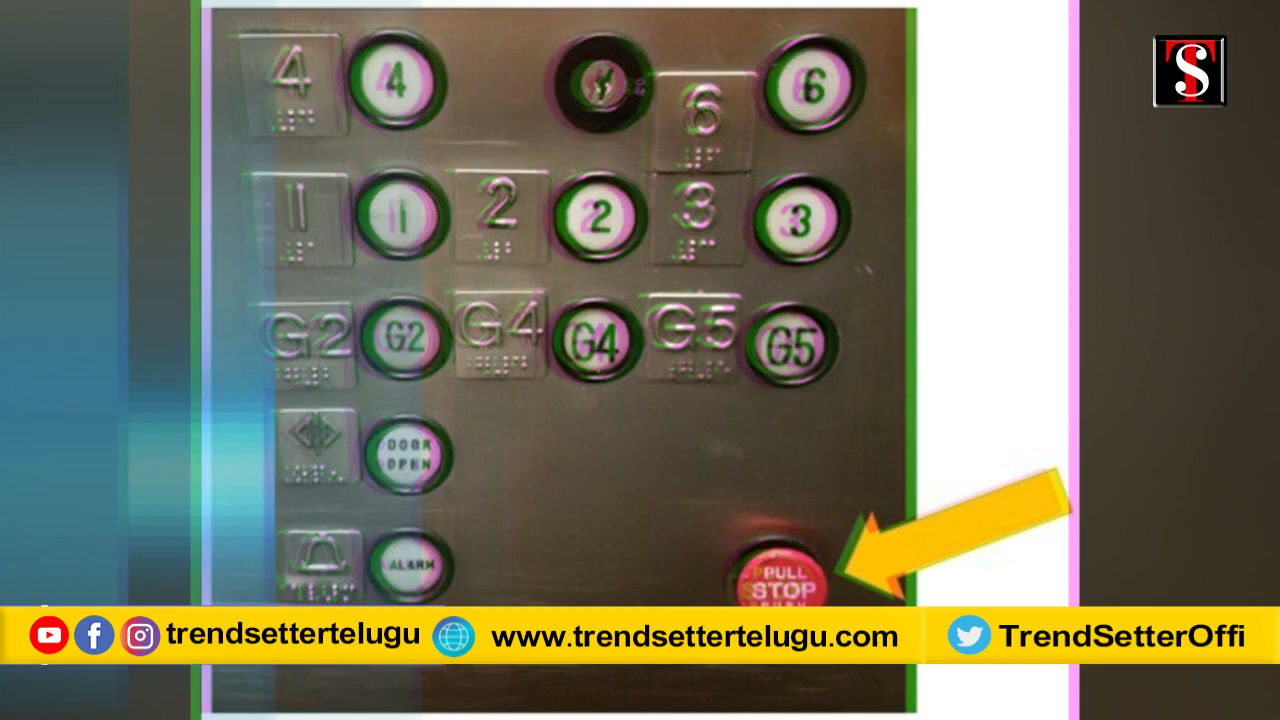 4 4 6 6
1 1 2 2 3 3
G2 G2 G4 G4 G5 G5
DOOR
OPEN
ALARM
PULL
STOP
trendsettertelugu www.trendsettertelugu.com TrendSetterOffi
TS